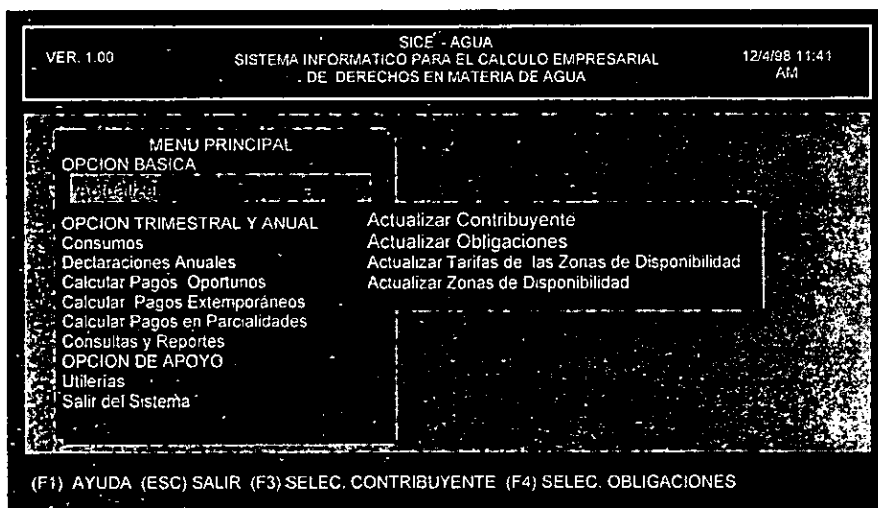 SICE - AGUA
VER. 1.00
SISTEMA INFORMATICO PARA EL CALCULO EMPRESARIAL
DE DERECHOS EN MATERIA DE AGUA
12/4/98 11:41
AM
MENU PRINCIPAL
OPCION BASICA
Actualizar
OPCION TRIMESTRAL Y ANUAL
Consumos
Declaraciones Anuales
Calcular Pagos Oportunos
Calcular Pagos Extemporáneos
Calcular Pagos en Parcialidades
Consultas y Reportes
OPCION DE APOYO
Utilerias
Salir del Sistema
Actualizar Contribuyente
Actualizar Obligaciones
Actualizar Tarifas de las Zonas de Disponibilidad
Actualizar Zonas de Disponibilidad
(F1) AYUDA (ESC) SALIR (F3) SELEC. CONTRIBUYENTE (F4) SELEC. OBLIGACIONES